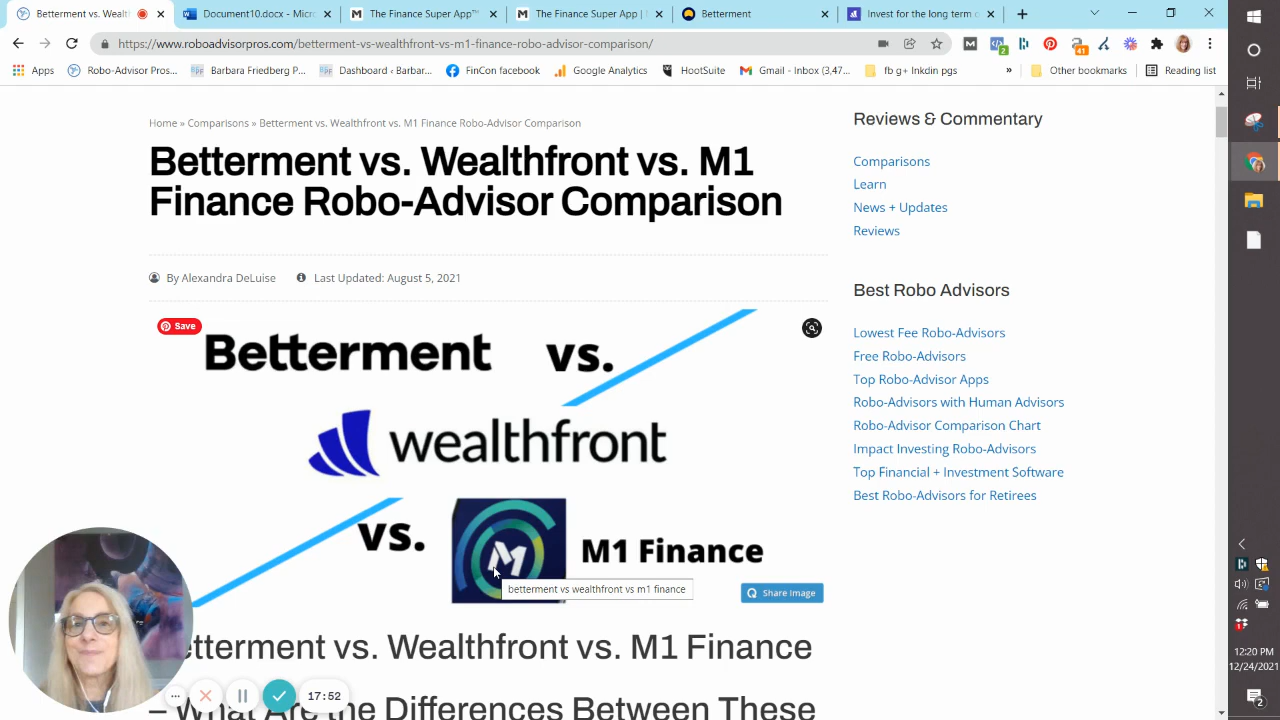 Betterment vs. W
Document10.docx - Micr
The Finance Super App™
The Finance Super App |
Betterment
Invest for the long term
https://www.roboadvisorpros.com/betterment-vs-wealthfront-vs-m1-finance-robo-advisor-comparison/
2
41
Apps
Robo-Advisor Pros...
Barbara Friedberg P...
Dashboard ‹ Barbar...
FinCon facebook
Google Analytics
HootSuite
Gmail - Inbox (3,47...
fb g+ lnkdin pgs
»
Other bookmarks
Reading list
Home » Comparisons » Betterment vs. Wealthfront vs. M1 Finance Robo-Advisor Comparison
Betterment vs. Wealthfront vs. M1
Finance Robo-Advisor Comparison
By Alexandra DeLuise
Last Updated: August 5, 2021
Save
Betterment vs.
wealthfront
vs. M1 Finance
betterment vs wealthfront vs m1 finance
Share Image
etterment vs. Wealthfront vs. M1 Finance
– What Are the Differences Between These
17:52
Reviews & Commentary
Comparisons
Learn
News + Updates
Reviews
Best Robo Advisors
Lowest Fee Robo-Advisors
Free Robo-Advisors
Top Robo-Advisor Apps
Robo-Advisors with Human Advisors
Robo-Advisor Comparison Chart
Impact Investing Robo-Advisors
Top Financial + Investment Software
Best Robo-Advisors for Retirees
12:20 PM
12/24/2021
2